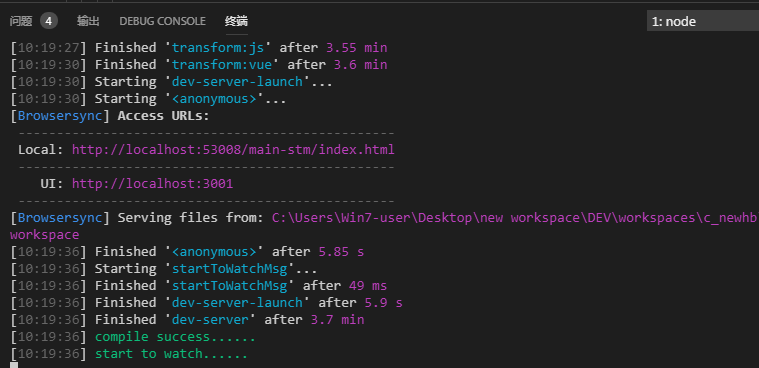 问题 4 输出 DEBUG CONSOLE 终端 1: node
[10:19:27] Finished 'transform:js' after 3.55 min
[10:19:30] Finished 'transform:vue' after 3.6 min
[10:19:30] Starting 'dev-server-launch'...
[10:19:30] Starting '<anonymous>'...
[Browsersync] Access URLs:
--------------------------------------------
Local: http://localhost:53008/main-stm/index.html
--------------------------------------------
UI: http://localhost:3001
--------------------------------------------
[Browsersync] Serving files from: C:\Users\Win7-user\Desktop\new workspace\DEV\workspaces\c_newhb
workspace
[10:19:36] Finished '<anonymous>' after 5.85 s
[10:19:36] Starting 'startToWatchMsg'...
[10:19:36] Finished 'startToWatchMsg' after 49 ms
[10:19:36] Finished 'dev-server-launch' after 5.9 s
[10:19:36] Finished 'dev-server' after 3.7 min
[10:19:36] compile success......
[10:19:36] start to watch......